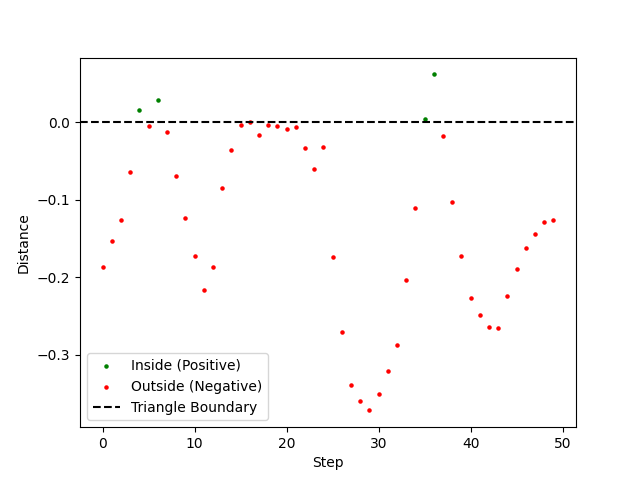 0.0
−0.1
−0.2
−0.3
Distance
Inside (Positive)
Outside (Negative)
Triangle Boundary
0 10 20 30 40 50
Step